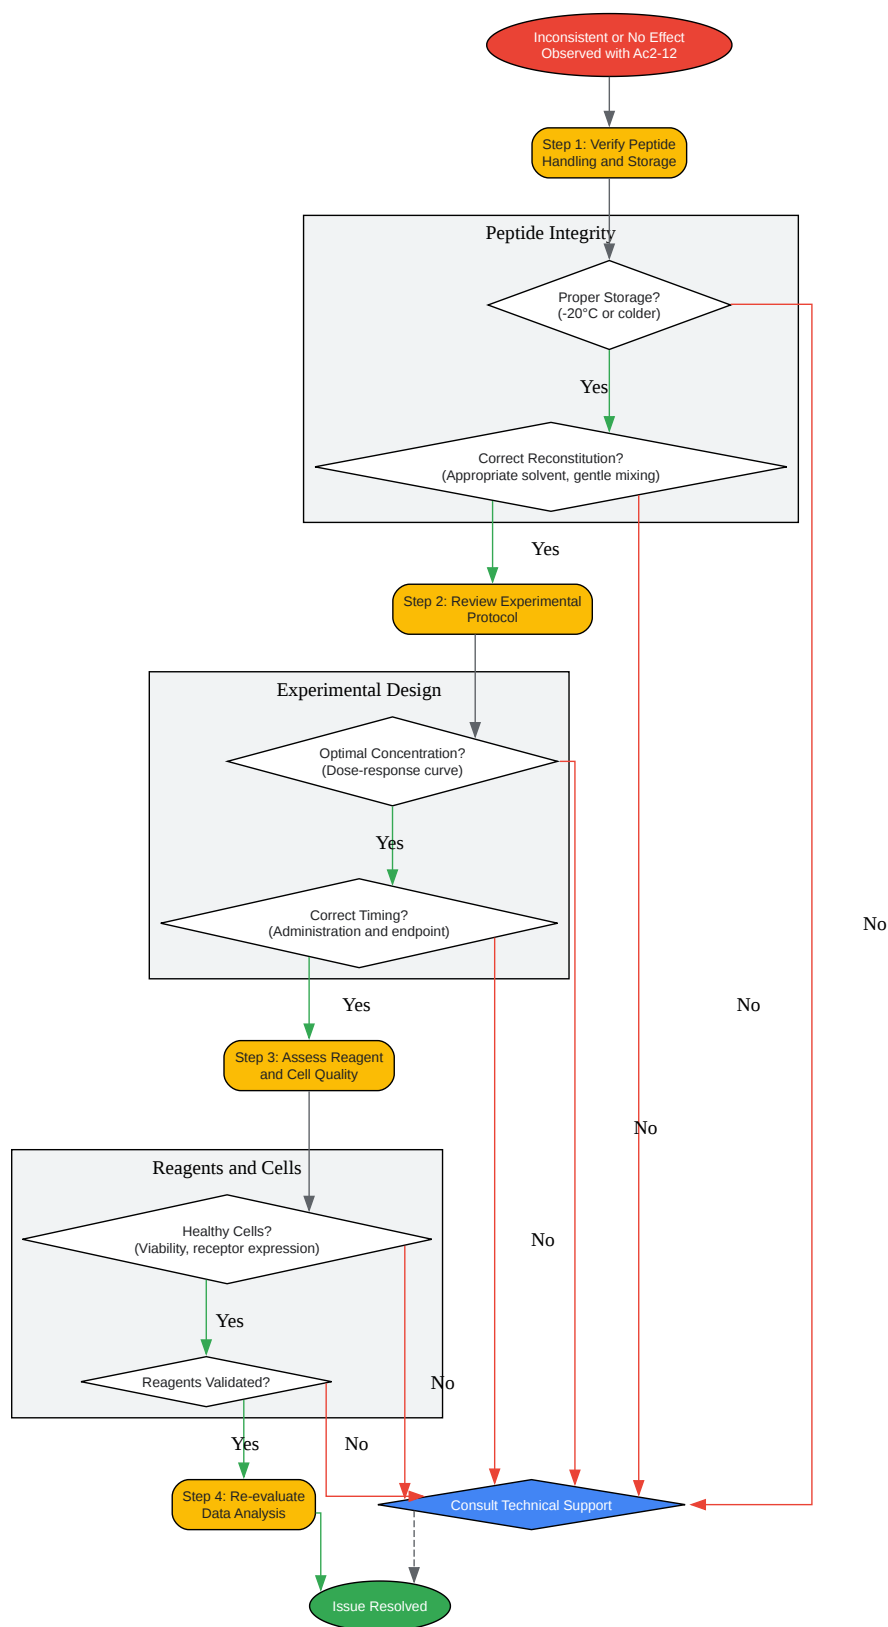 Inconsistent or No Effect
Observed with Ac2-12
Step 1: Verify Peptide
Handling and Storage
Peptide Integrity
Proper Storage?
(-20°C or colder)
Yes
Correct Reconstitution?
(Appropriate solvent, gentle mixing)
Yes
Step 2: Review Experimental
Protocol
Experimental Design
Optimal Concentration?
(Dose-response curve)
Yes
Correct Timing?
(Administration and endpoint)
No
Yes
No
Step 3: Assess Reagent
and Cell Quality
No
Reagents and Cells
Healthy Cells?
(Viability, receptor expression)
No
Yes
Reagents Validated?
No
Yes
No
Step 4: Re-evaluate
Data Analysis
Consult Technical Support
Issue Resolved